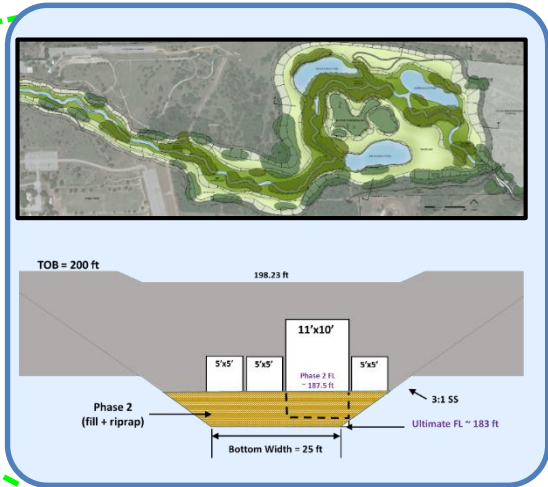 TOB = 200 ft
198.23 ft
11'x10'
5'x5'
5'x5'
5'x5'
Phase 2 FL
~ 187.5 ft
3:1 SS
Phase 2
(fill + riprap)
Ultimate FL ~ 183 ft
Bottom Width = 25 ft